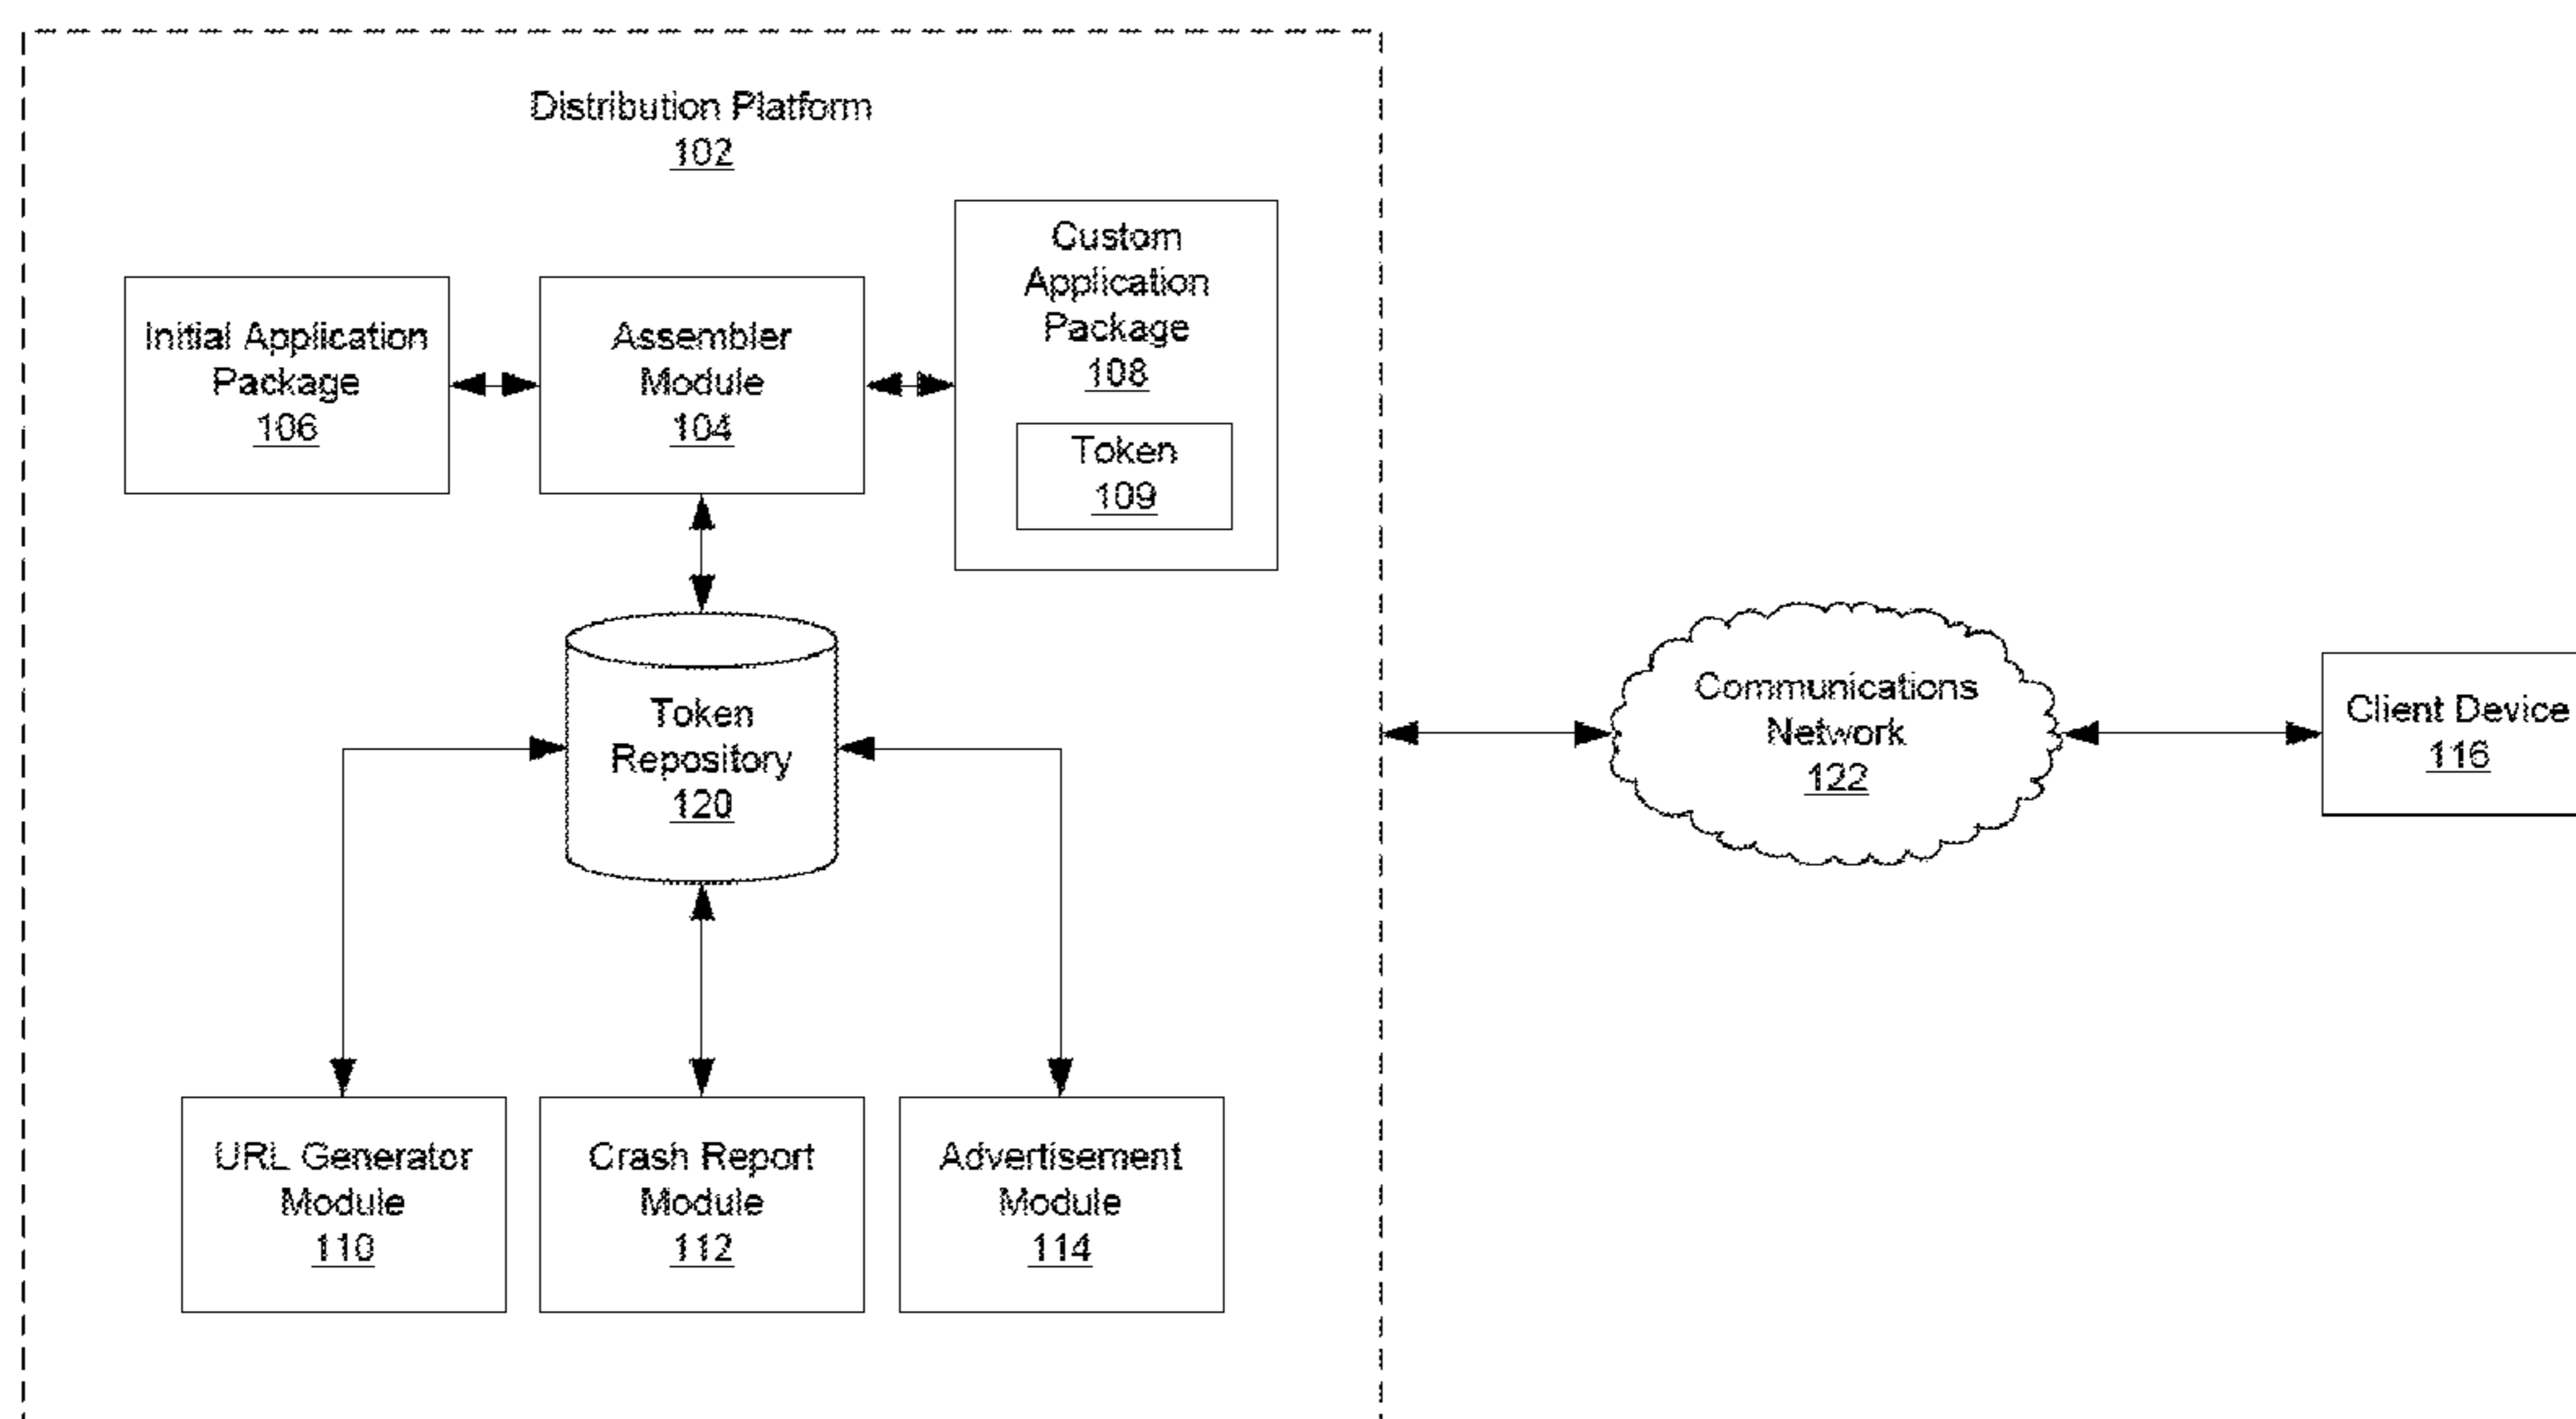 Distribution Platform
102
Custom
Application
Package
108
Initial Application
Package
106
Assembler
Module
104
Token
109
Token
Repository
120
Communications
Network
122
Client Device
116
URL Generator
Module
110
Crash Report
Module
112
Advertisement
Module
114